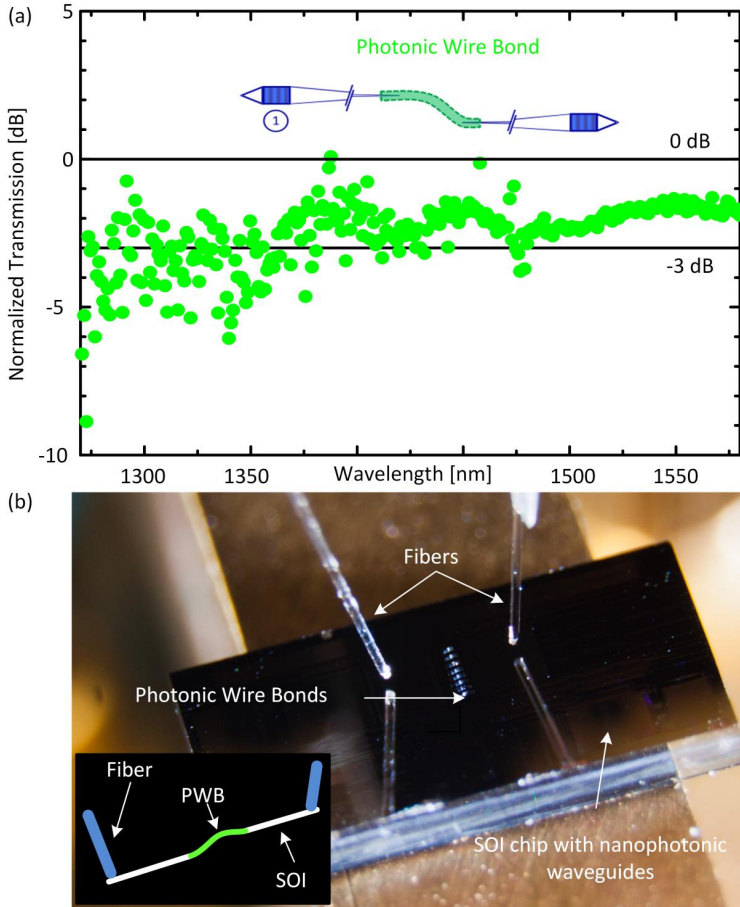 (a)
5
Photonic Wire Bond
1
Normalized Transmission [dB]
0 dB
0
-3 dB
-5
-10
1300
1350
Wavelength [nm]
1500
1550
(b)
Fibers
Photonic Wire Bonds
Fiber
PWB
SOI
SOI chip with nanophotonic
waveguides